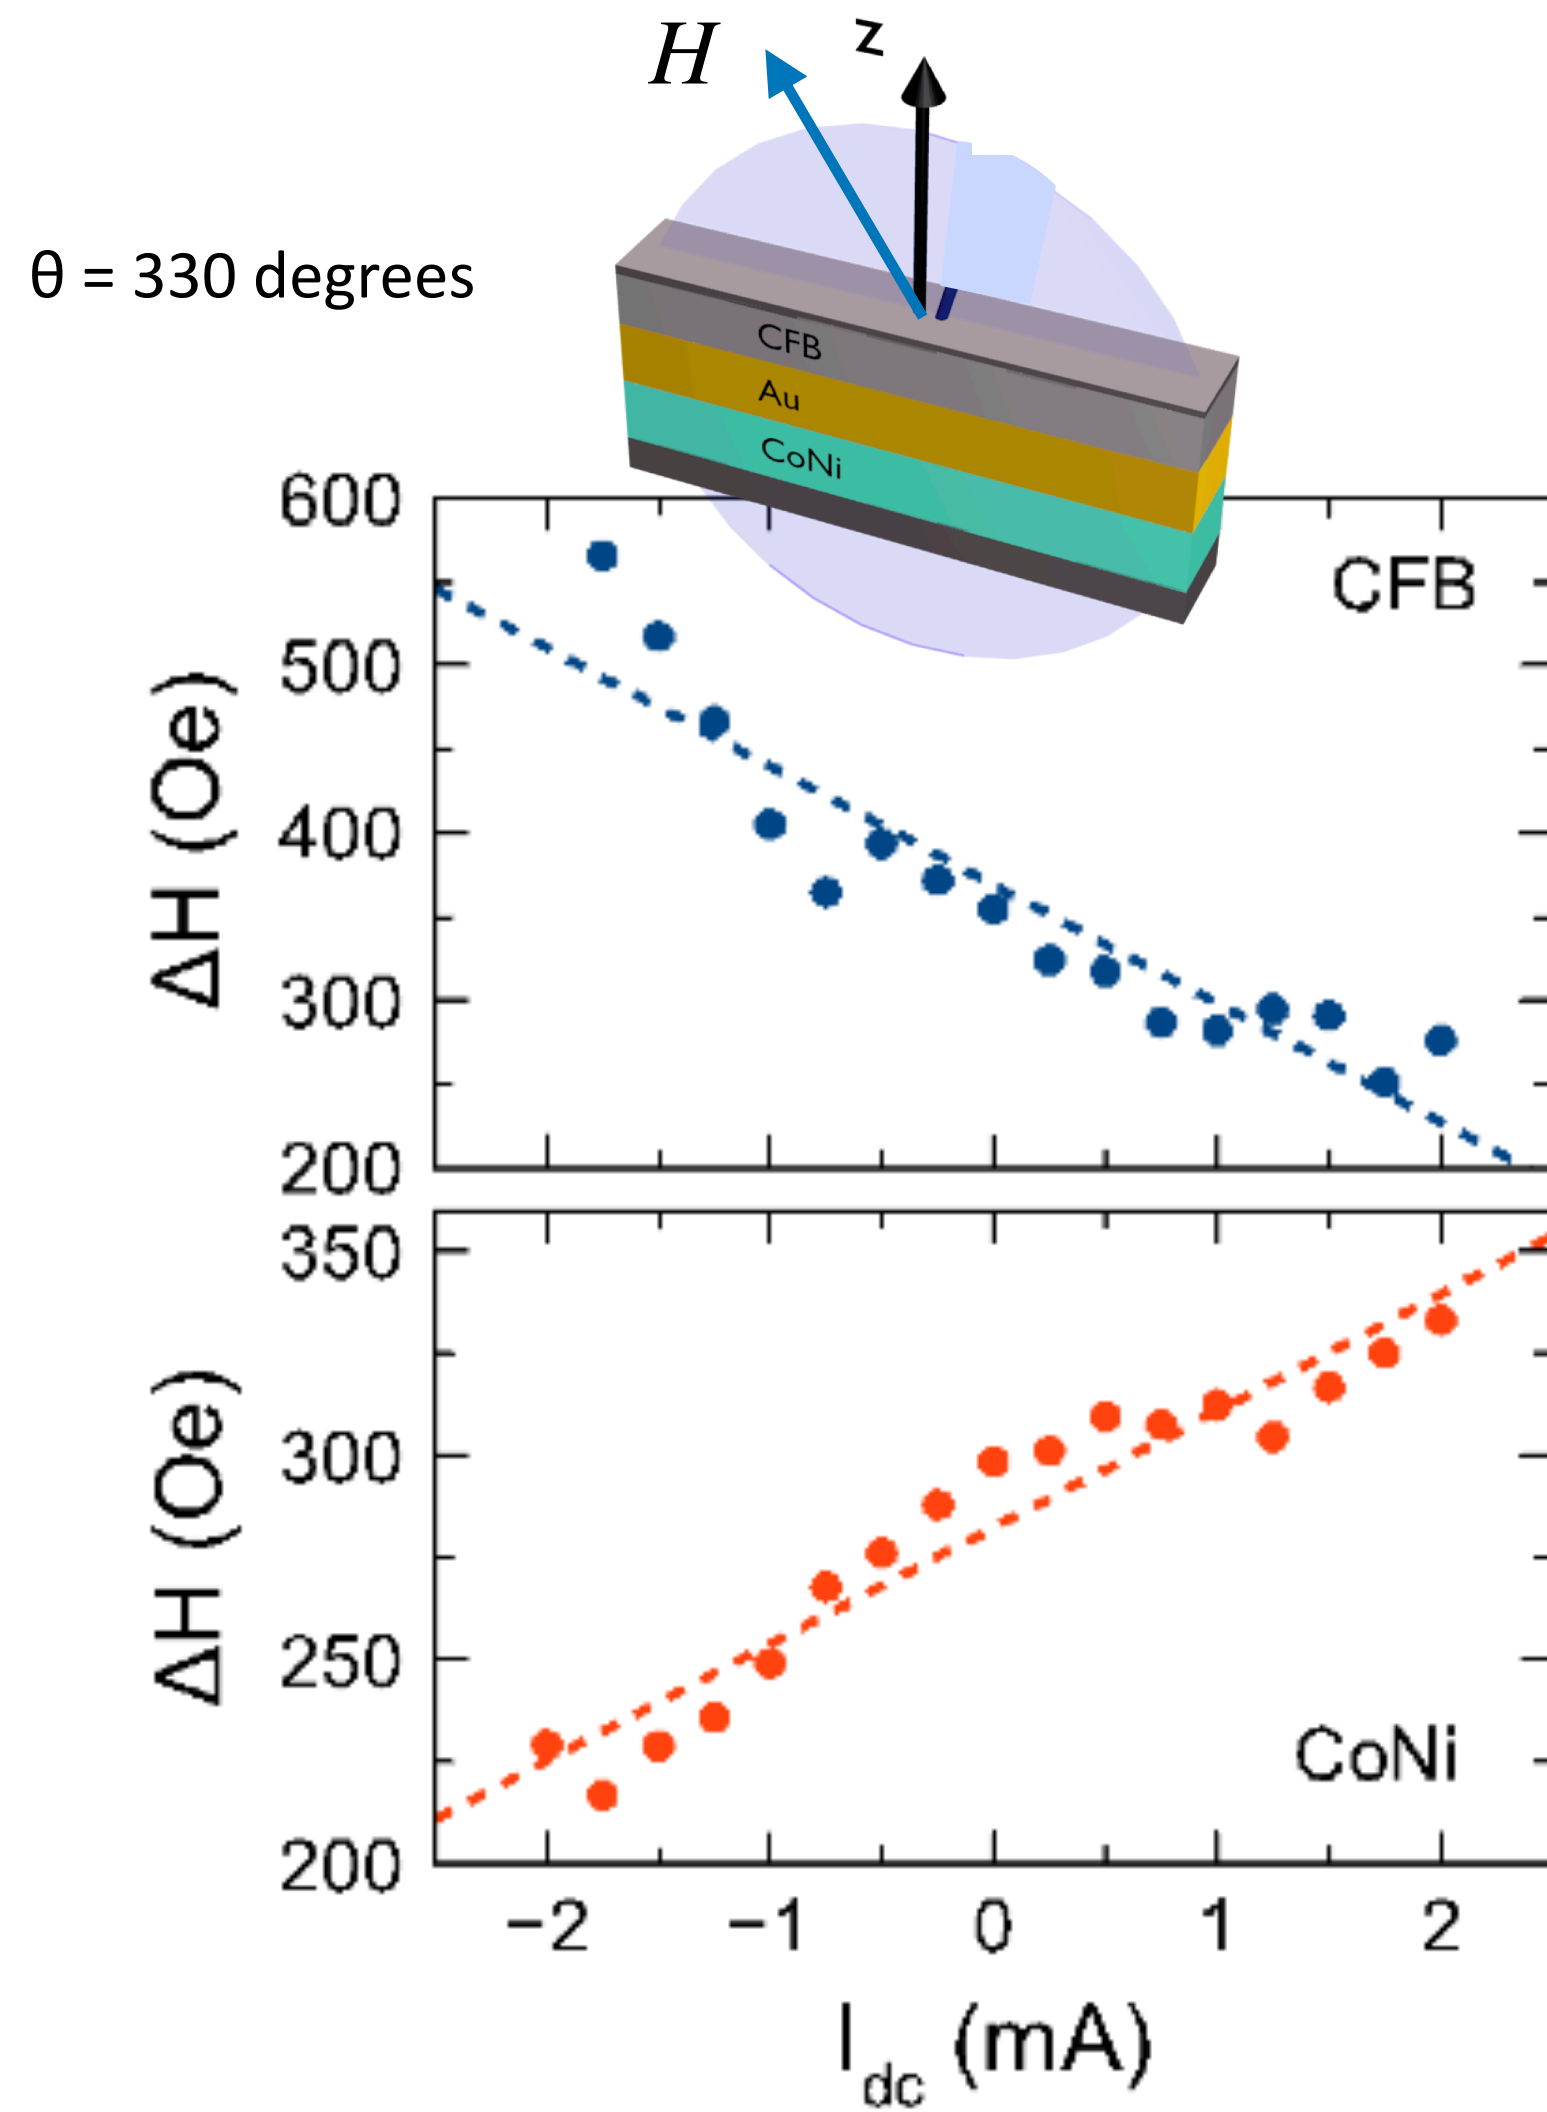 H
z
θ = 330 degrees
CFB
Au
CoNi
600
500
400
300
200
ΔH (Oe)
CFB
350
300
250
200
ΔH (Oe)
CoNi
−2 −1 0 1 2
I_dc (mA)